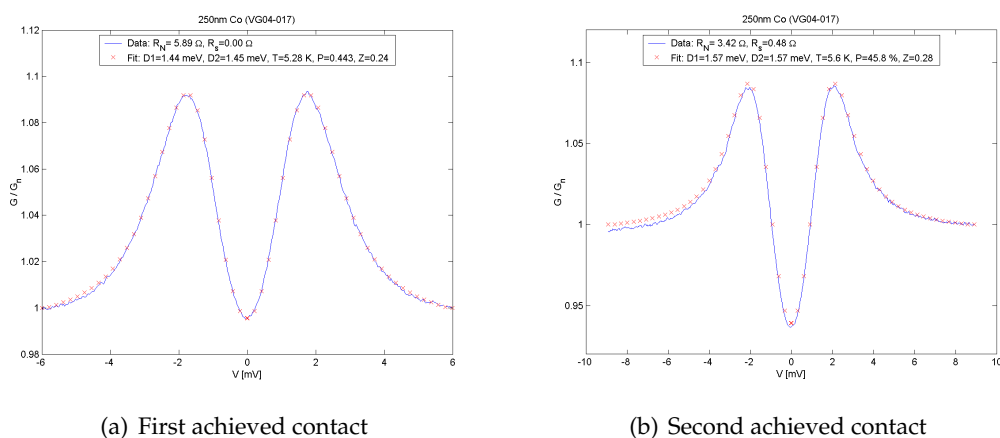 250nm Co (VG04-017)
Data: R_N= 5.89 Ω, R_s=0.00 Ω
Fit: D1=1.44 meV, D2=1.45 meV, T=5.28 K, P=0.443, Z=0.24
1.12
1.1
1.08
1.06
1.04
1.02
1
0.98
G / G_n
-6 -4 -2 0 2 4 6
V [mV]
(a) First achieved contact
250nm Co (VG04-017)
Data: R_N= 3.42 Ω, R_s=0.48 Ω
Fit: D1=1.57 meV, D2=1.57 meV, T=5.6 K, P=45.8 %, Z=0.28
1.1
1.05
1
0.95
G / G_n
-10 -8 -6 -4 -2 0 2 4 6 8 10
V [mV]
(b) Second achieved contact